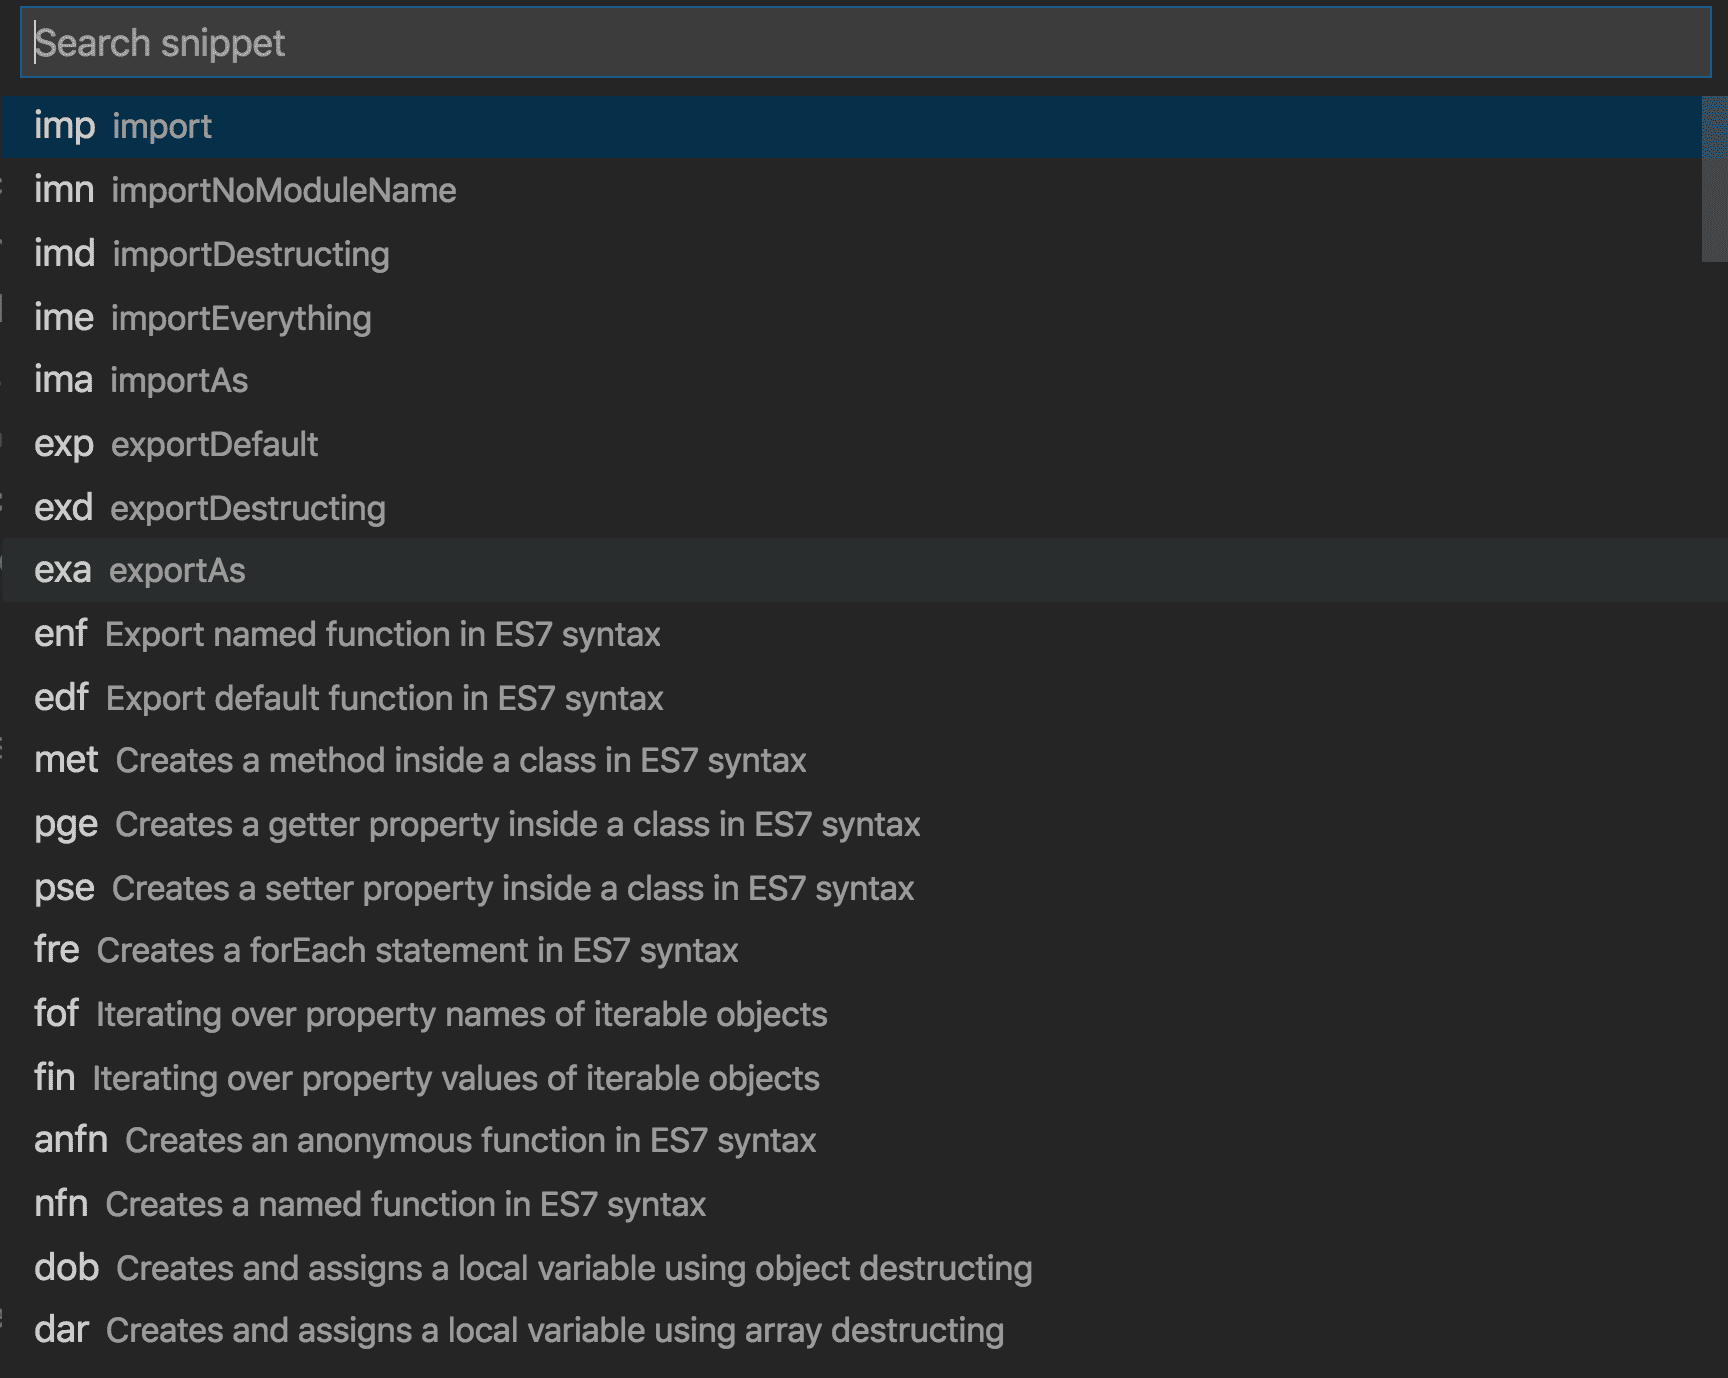 Search snippet
imp import
imn importNoModuleName
imd importDestructing
ime importEverything
ima importAs
exp exportDefault
exd exportDestructing
exa exportAs
enf Export named function in ES7 syntax
edf Export default function in ES7 syntax
met Creates a method inside a class in ES7 syntax
pge Creates a getter property inside a class in ES7 syntax
pse Creates a setter property inside a class in ES7 syntax
fre Creates a forEach statement in ES7 syntax
fof Iterating over property names of iterable objects
fin Iterating over property values of iterable objects
anfn Creates an anonymous function in ES7 syntax
nfn Creates a named function in ES7 syntax
dob Creates and assigns a local variable using object destructing
dar Creates and assigns a local variable using array destructing